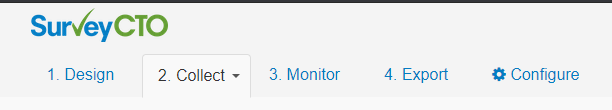 SurveyCTO
1. Design 2. Collect 3. Monitor 4. Export Configure